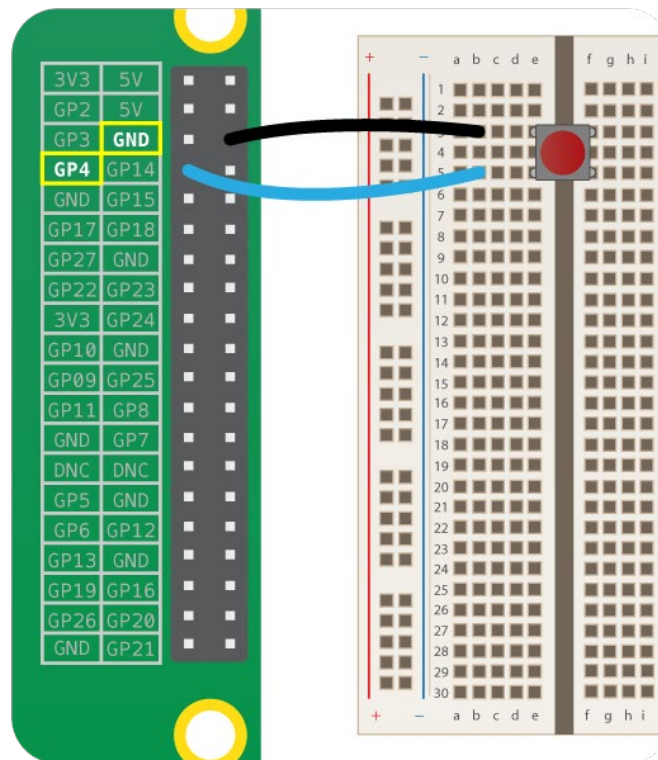 3V3 5V
GP2 5V
GP3 GND
GP4 GP14
GND GP15
GP17 GP18
GP27 GND
GP22 GP23
3V3 GP24
GP10 GND
GP09 GP25
GP11 GP8
GND GP7
DNC DNC
GP5 GND
GP6 GP12
GP13 GND
GP19 GP16
GP26 GP20
GND GP21
+ − a b c d e f g h i
1
2
3
4
5
6
7
8
9
10
11
12
13
14
15
16
17
18
19
20
21
22
23
24
25
26
27
28
29
30
+ − a b c d e f g h i